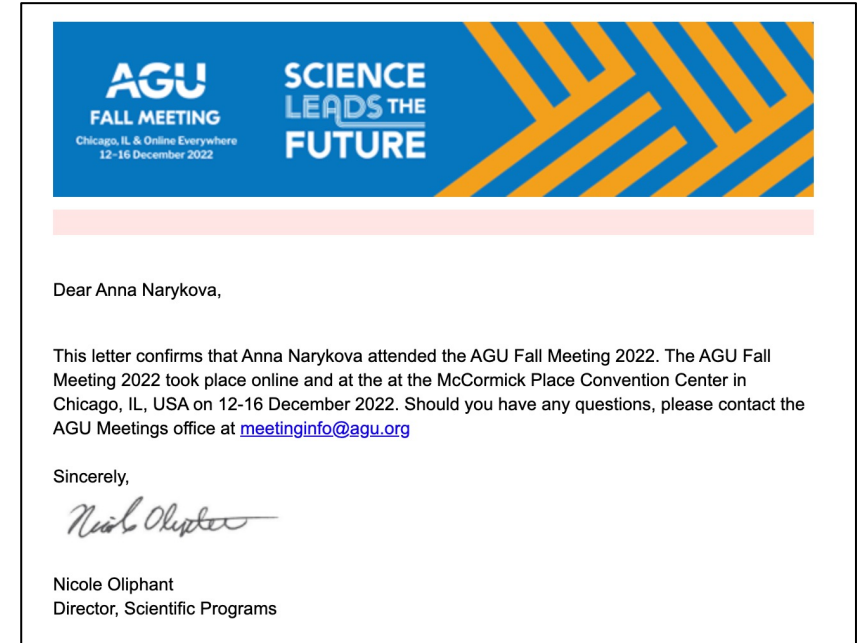 AGU
FALL MEETING
Chicago, IL & Online Everywhere
12–16 December 2022
SCIENCE
LEADS THE
FUTURE
Dear Anna Narykova,
This letter confirms that Anna Narykova attended the AGU Fall Meeting 2022. The AGU Fall
Meeting 2022 took place online and at the at the McCormick Place Convention Center in
Chicago, IL, USA on 12-16 December 2022. Should you have any questions, please contact the
AGU Meetings office at meetinginfo@agu.org
Sincerely,
Nicole Oliphant
Nicole Oliphant
Director, Scientific Programs